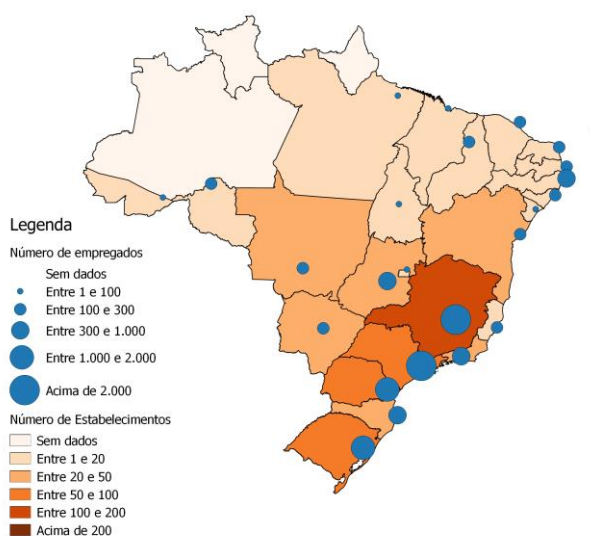 Legenda
Número de empregados
Sem dados
Entre 1 e 100
Entre 100 e 300
Entre 300 e 1.000
Entre 1.000 e 2.000
Acima de 2.000
Número de Estabelecimentos
Sem dados
Entre 1 e 20
Entre 20 e 50
Entre 50 e 100
Entre 100 e 200
Acima de 200